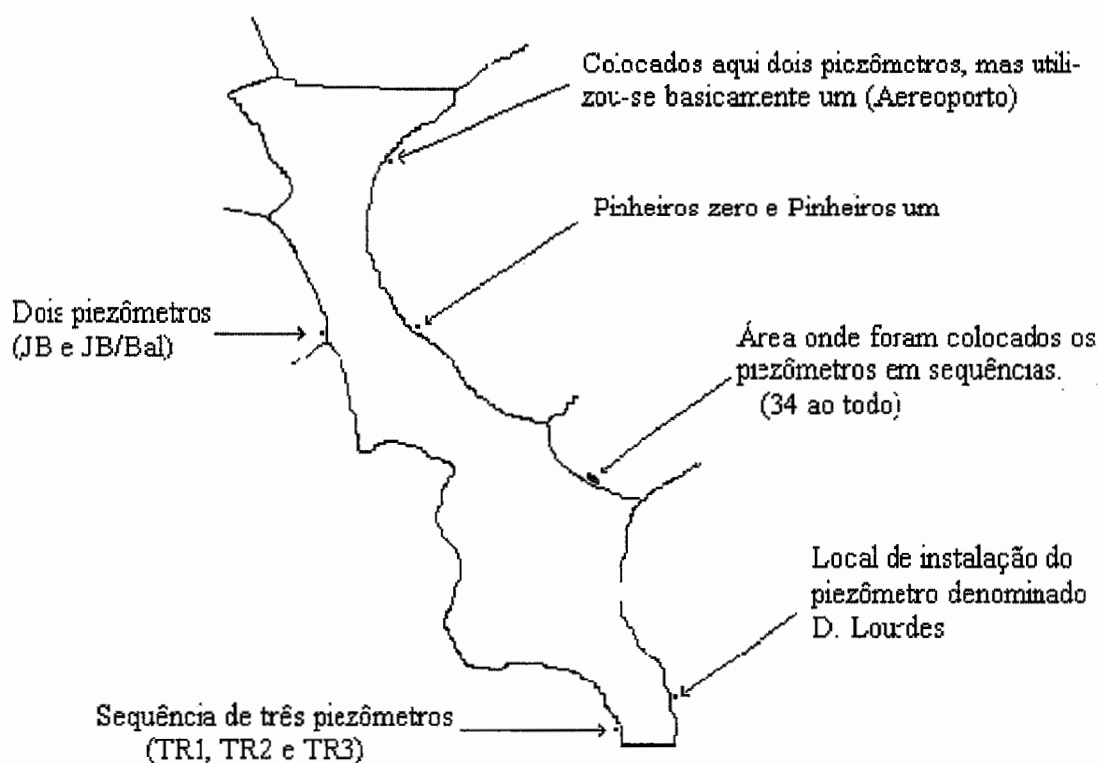 Colocados aqui dois piezômetros, mas utili-
zou-se basicamente um (Aereoporto)
Pinheiros zero e Pinheiros um
Dois piezômetros
(JB e JB/Bal)
Área onde foram colocados os
piezômetros em sequências.
(34 ao todo)
Local de instalação do
piezômetro denominado
D. Lourdes
Sequência de três piezômetros
(TR1, TR2 e TR3)